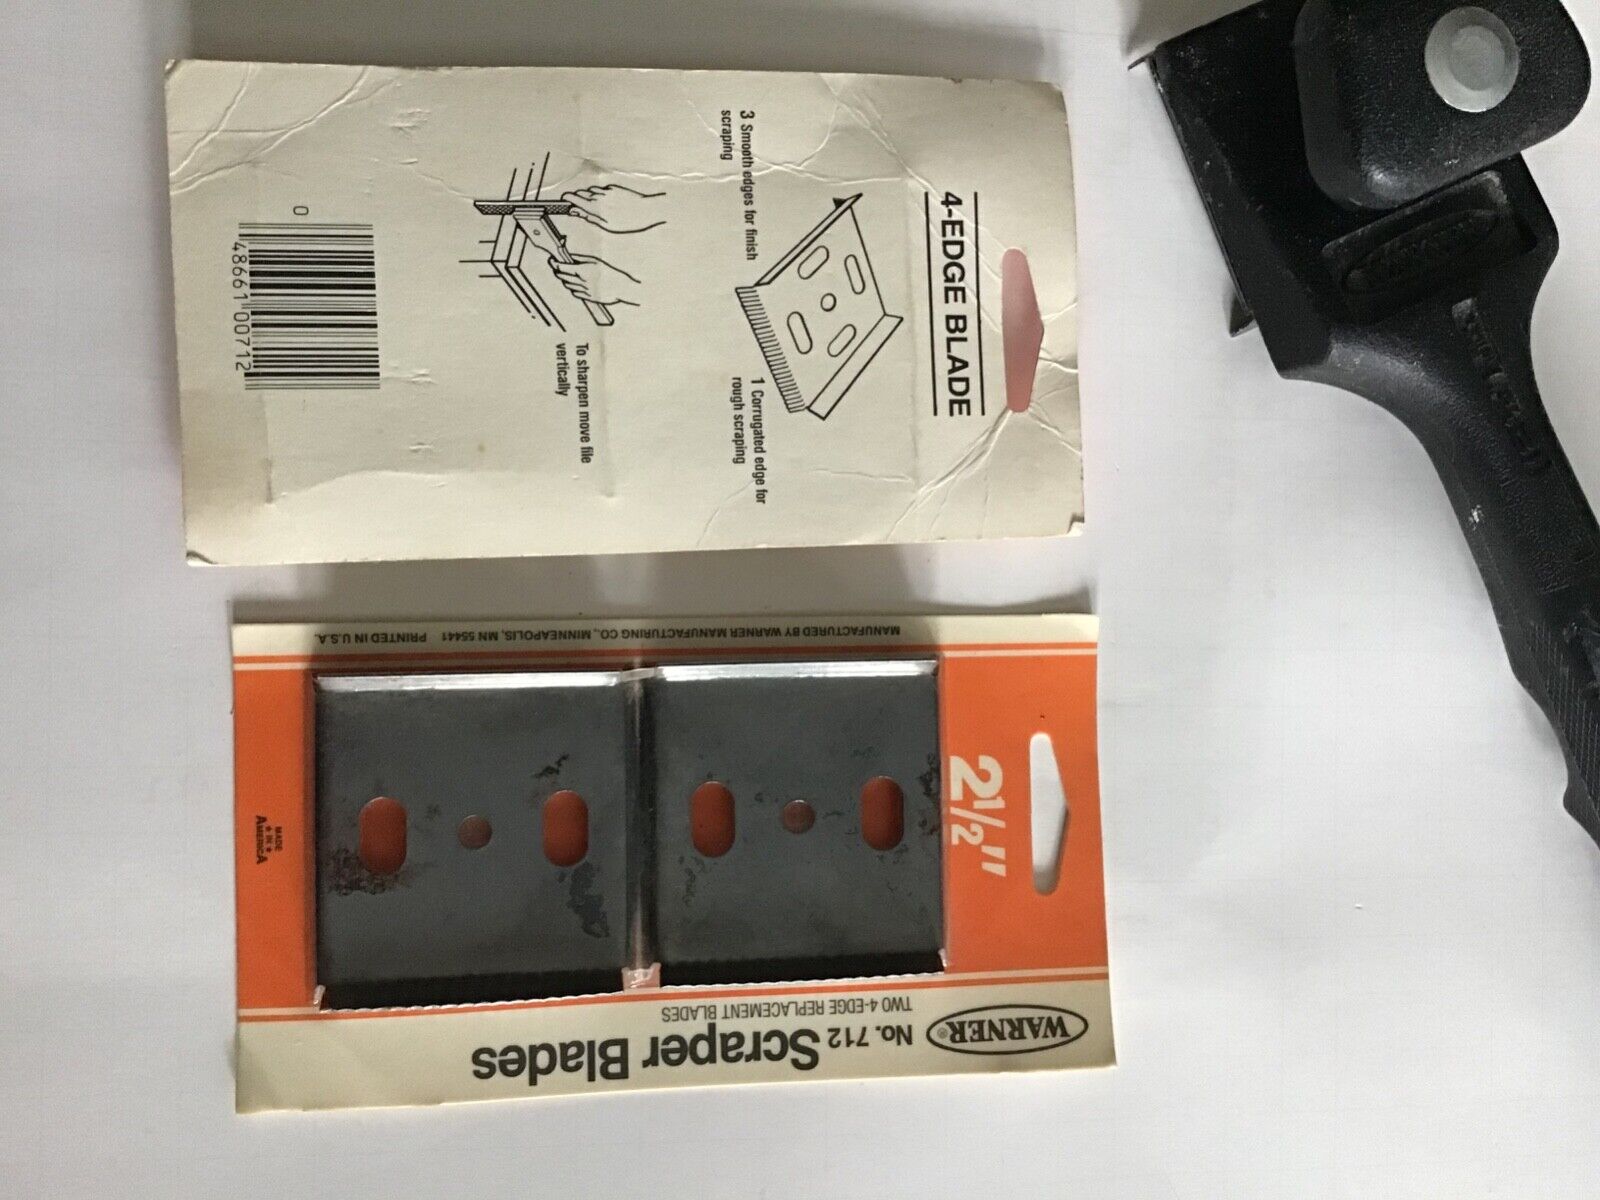 4-EDGE BLADE
3 Smooth edges for finish
scraping
1 Corrugated edge for
rough scraping
To sharpen move file
vertically
0 48661 00712
WARNER®
No. 712 Scraper Blades
TWO 4-EDGE REPLACEMENT BLADES
2 1/2"
MADE
★ IN ★
AMERICA
MANUFACTURED BY WARNER MANUFACTURING CO., MINNEAPOLIS, MN 55441 PRINTED IN U.S.A.